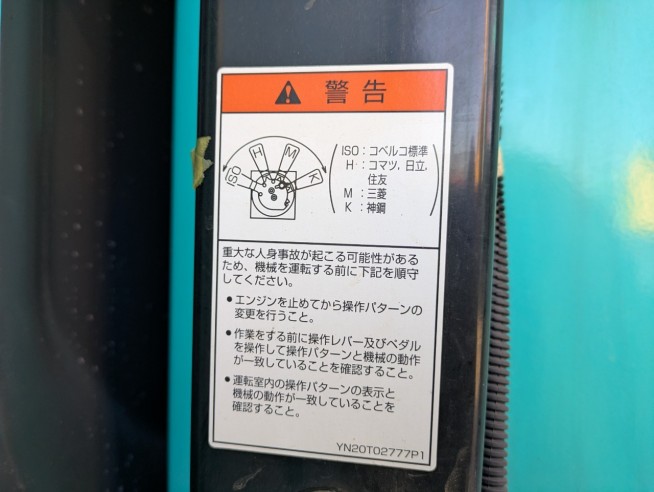 警告
ISO
H
M
K
ISO：コベルコ標準
H：コマツ，日立，
住友
M：三菱
K：神鋼
重大な人身事故が起こる可能性がある
ため、機械を運転する前に下記を順守
してください。
●エンジンを止めてから操作パターンの
変更を行うこと。
●作業をする前に操作レバー及びペダル
を操作して操作パターンと機械の動作
が一致していることを確認すること。
●運転室内の操作パターンの表示と
機械の動作が一致していることを
確認すること。
YN20T02777P1